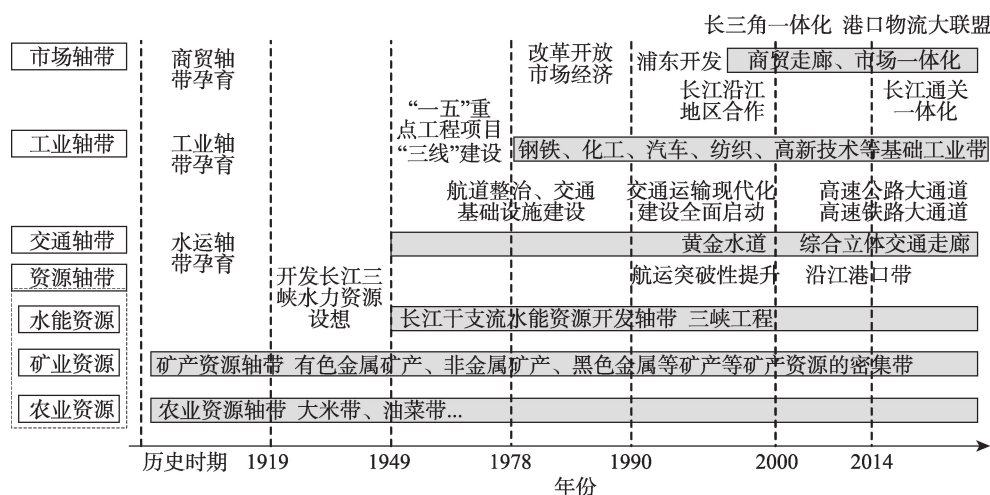 长三角一体化 港口物流大联盟
市场轴带
商贸轴
带孕育
改革开放
市场经济
浦东开发
商贸走廊、市场一体化
长江沿江
地区合作
长江通关
一体化
工业轴带
工业轴
带孕育
“一五”重
点工程项目
“三线”建设
钢铁、化工、汽车、纺织、高新技术等基础工业带
航道整治、交通
基础设施建设
交通运输现代化
建设全面启动
高速公路大通道
高速铁路大通道
交通轴带
水运轴
带孕育
黄金水道 综合立体交通走廊
资源轴带
开发长江三
峡水力资源
设想
航运突破性提升 沿江港口带
水能资源
长江干支流水能资源开发轴带 三峡工程
矿业资源
矿产资源轴带 有色金属矿产、非金属矿产、黑色金属等矿产等矿产资源的密集带
农业资源
农业资源轴带 大米带、油菜带...
历史时期 1919 1949 1978 1990 2000 2014
年份